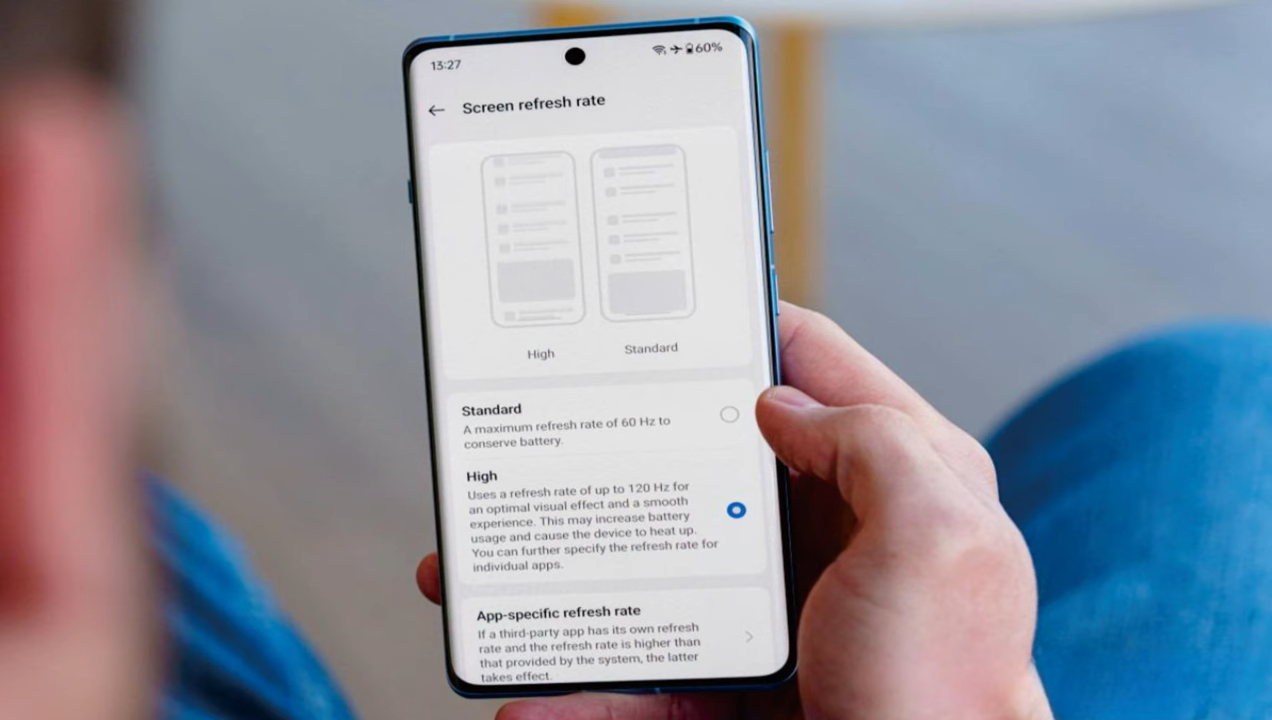 13:27 60%
Screen refresh rate
High Standard
Standard
A maximum refresh rate of 60 Hz to
conserve battery.
High
Uses a refresh rate of up to 120 Hz for
an optimal visual effect and a smooth
experience. This may increase battery
usage and cause the device to heat up.
You can further specify the refresh rate for
individual apps.
App-specific refresh rate
If a third-party app has its own refresh
rate and the refresh rate is higher than
that provided by the system, the latter
takes effect.